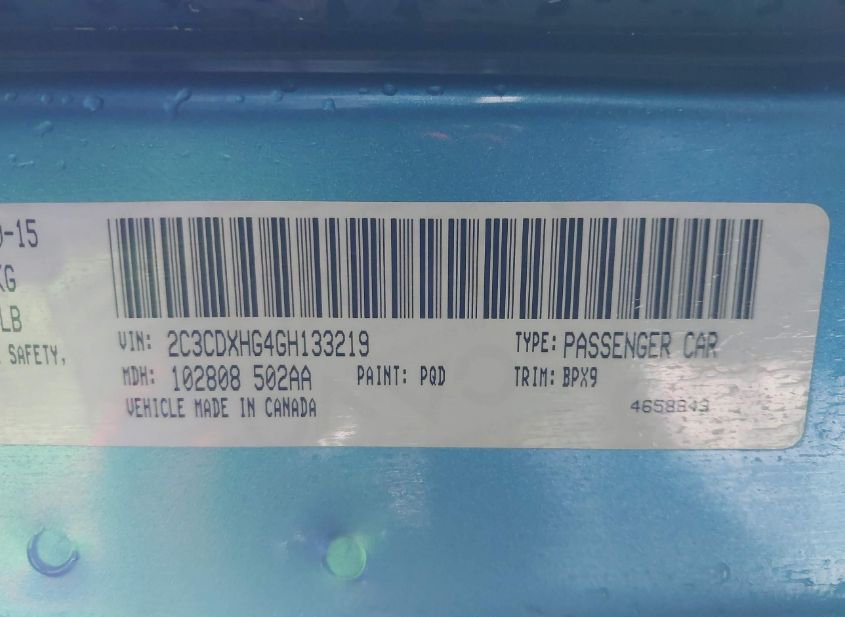 -15
KG
LB
SAFETY,
VIN: 2C3CDXHG4GH133219
TYPE: PASSENGER CAR
MDH: 102808 502AA
PAINT: PQD
TRIM: BPX9
VEHICLE MADE IN CANADA